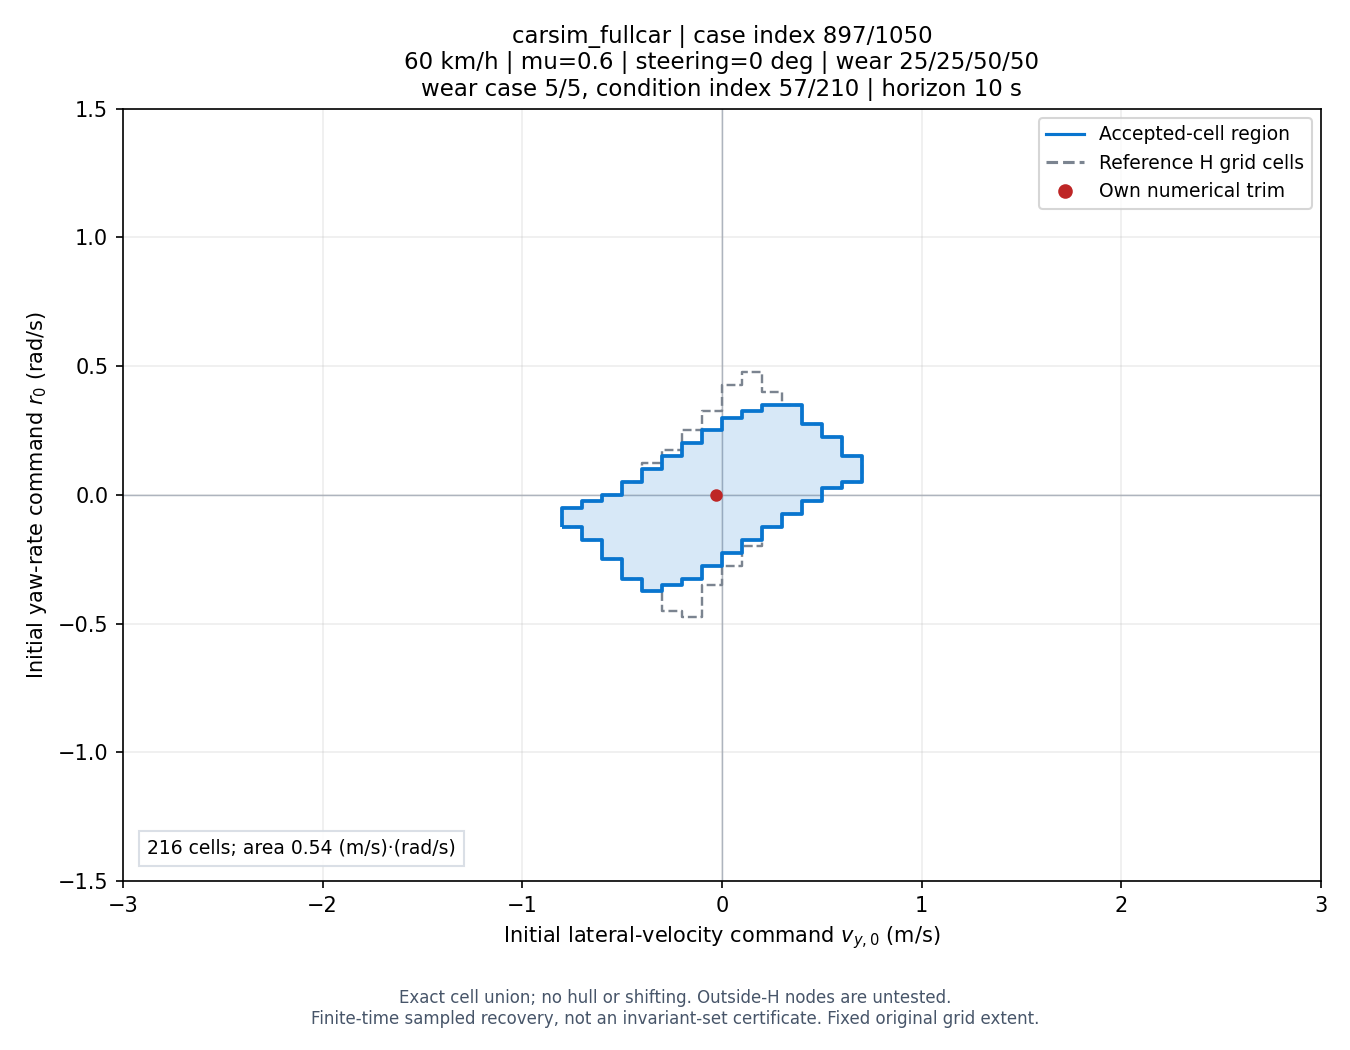 carsim_fullcar | case index 897/1050
60 km/h | mu=0.6 | steering=0 deg | wear 25/25/50/50
wear case 5/5, condition index 57/210 | horizon 10 s
Accepted-cell region
Reference H grid cells
Own numerical trim
Initial yaw-rate command r0 (rad/s)
1.5
1.0
0.5
0.0
−0.5
−1.0
−1.5
216 cells; area 0.54 (m/s)·(rad/s)
−3 −2 −1 0 1 2 3
Initial lateral-velocity command vy,0 (m/s)
Exact cell union; no hull or shifting. Outside-H nodes are untested.
Finite-time sampled recovery, not an invariant-set certificate. Fixed original grid extent.